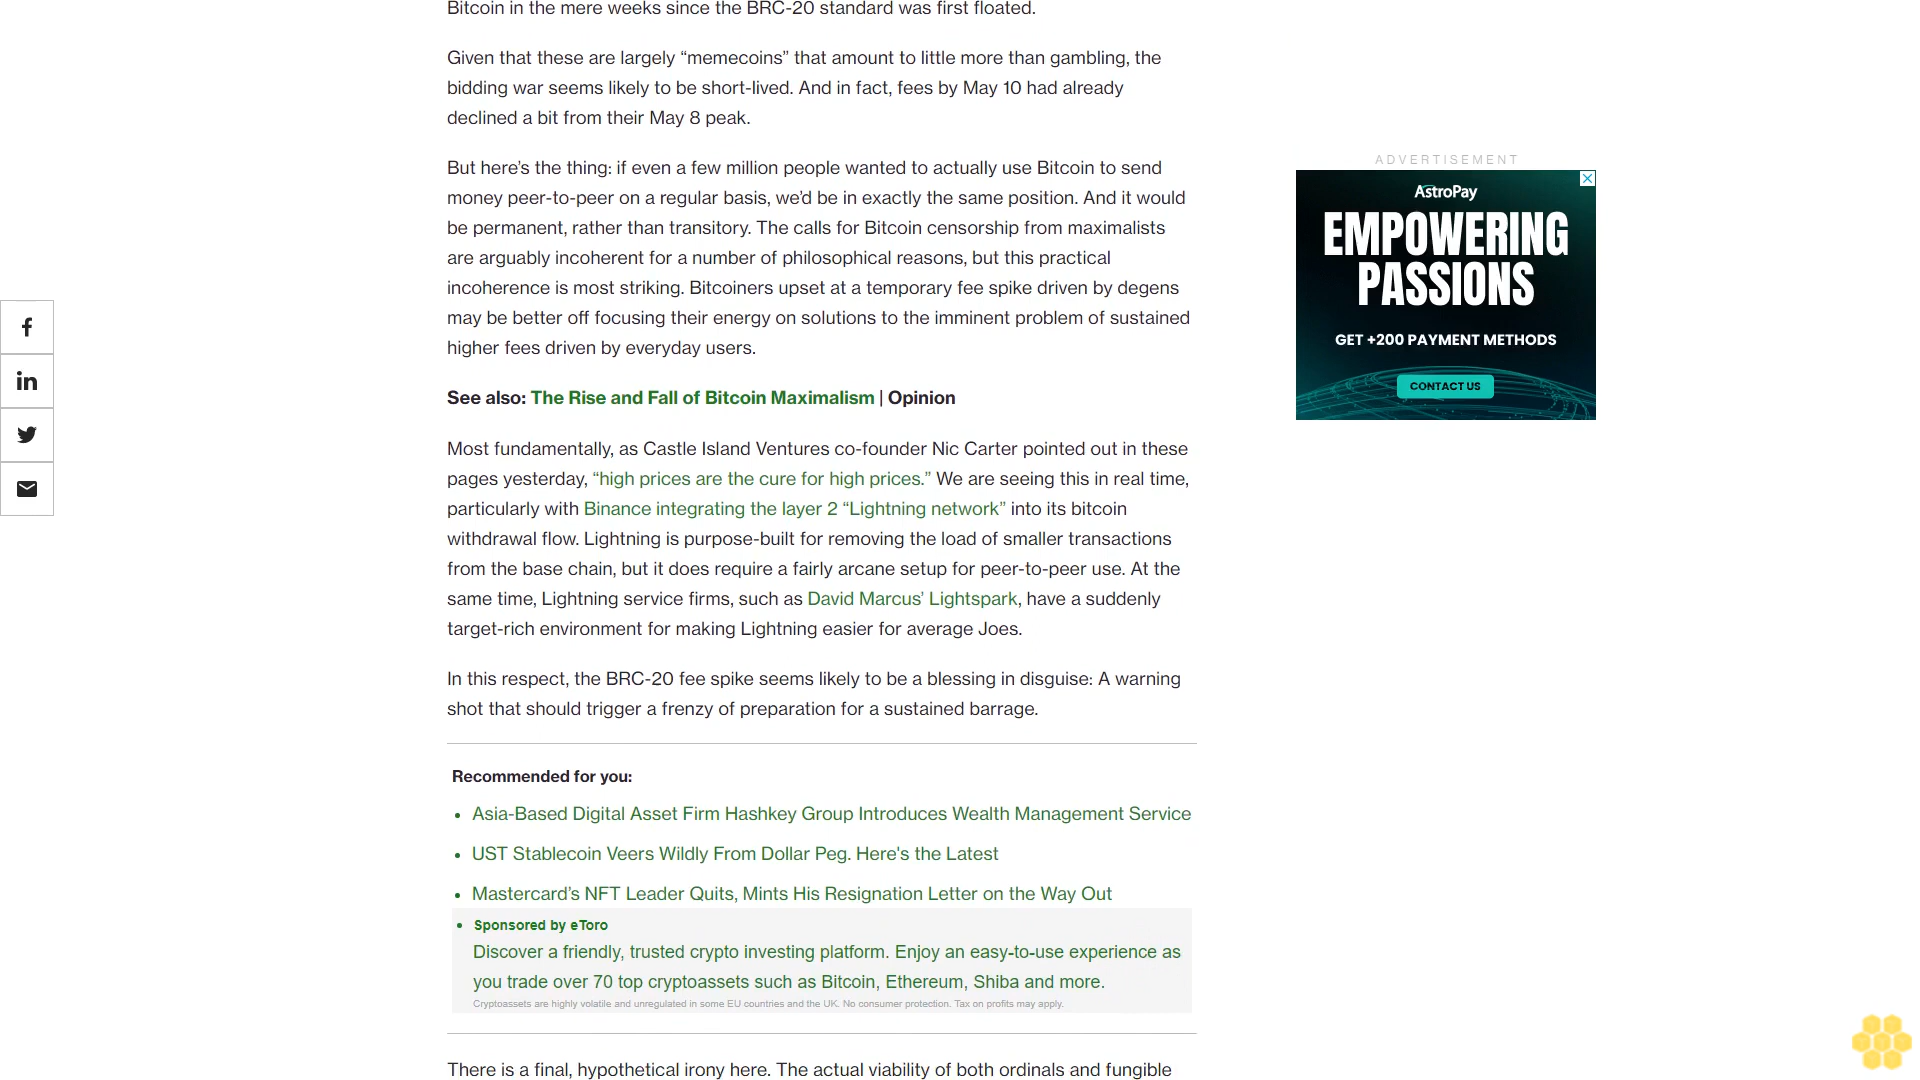 Bitcoin in the mere weeks since the BRC-20 standard was first floated.
Given that these are largely “memecoins” that amount to little more than gambling, the
bidding war seems likely to be short-lived. And in fact, fees by May 10 had already
declined a bit from their May 8 peak.
But here’s the thing: if even a few million people wanted to actually use Bitcoin to send
money peer-to-peer on a regular basis, we’d be in exactly the same position. And it would
be permanent, rather than transitory. The calls for Bitcoin censorship from maximalists
are arguably incoherent for a number of philosophical reasons, but this practical
incoherence is most striking. Bitcoiners upset at a temporary fee spike driven by degens
may be better off focusing their energy on solutions to the imminent problem of sustained
higher fees driven by everyday users.
See also: The Rise and Fall of Bitcoin Maximalism | Opinion
Most fundamentally, as Castle Island Ventures co-founder Nic Carter pointed out in these
pages yesterday, “high prices are the cure for high prices.” We are seeing this in real time,
particularly with Binance integrating the layer 2 “Lightning network” into its bitcoin
withdrawal flow. Lightning is purpose-built for removing the load of smaller transactions
from the base chain, but it does require a fairly arcane setup for peer-to-peer use. At the
same time, Lightning service firms, such as David Marcus’ Lightspark, have a suddenly
target-rich environment for making Lightning easier for average Joes.
In this respect, the BRC-20 fee spike seems likely to be a blessing in disguise: A warning
shot that should trigger a frenzy of preparation for a sustained barrage.
Recommended for you:
• Asia-Based Digital Asset Firm Hashkey Group Introduces Wealth Management Service
• UST Stablecoin Veers Wildly From Dollar Peg. Here's the Latest
• Mastercard’s NFT Leader Quits, Mints His Resignation Letter on the Way Out
• Sponsored by eToro
Discover a friendly, trusted crypto investing platform. Enjoy an easy-to-use experience as
you trade over 70 top cryptoassets such as Bitcoin, Ethereum, Shiba and more.
Cryptoassets are highly volatile and unregulated in some EU countries and the UK. No consumer protection. Tax on profits may apply.
There is a final, hypothetical irony here. The actual viability of both ordinals and fungible
ADVERTISEMENT
AstroPay
EMPOWERING
PASSIONS
GET +200 PAYMENT METHODS
CONTACT US